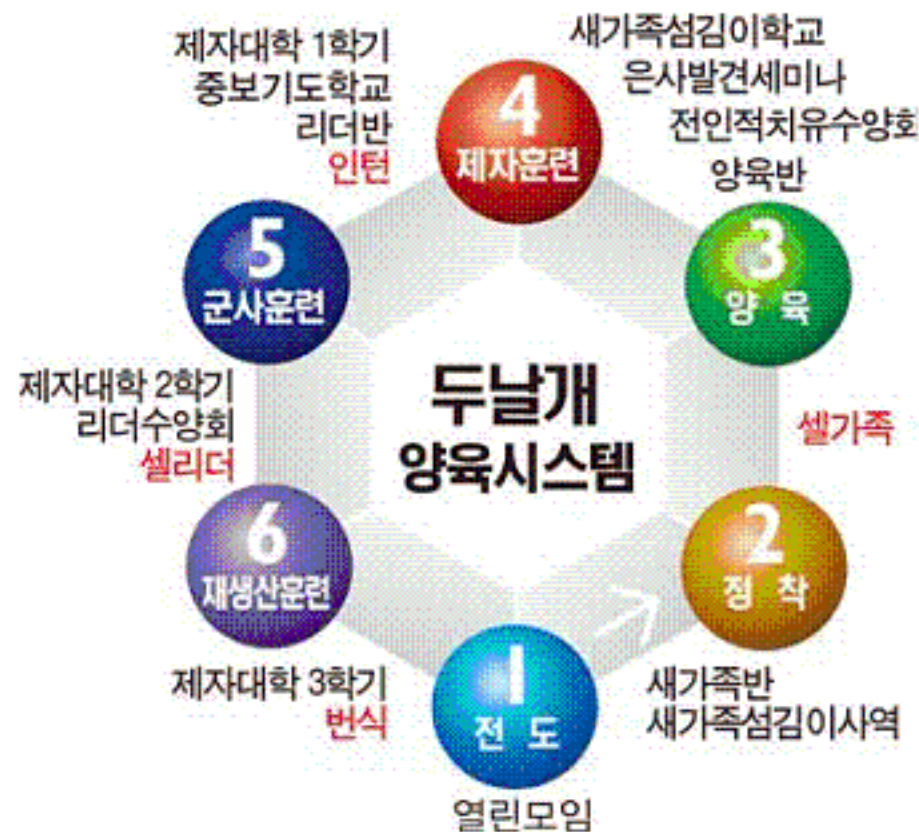 제자대학 1학기
중보기도학교
리더반
인턴
4
제자훈련
새가족섬김이학교
은사발견세미나
전인적치유수양회
양육반
5
군사훈련
3
양 육
두날개
양육시스템
제자대학 2학기
리더수양회
셀리더
셀가족
6
재생산훈련
2
정 착
제자대학 3학기
번식
1
전 도
새가족반
새가족섬김이사역
열린모임